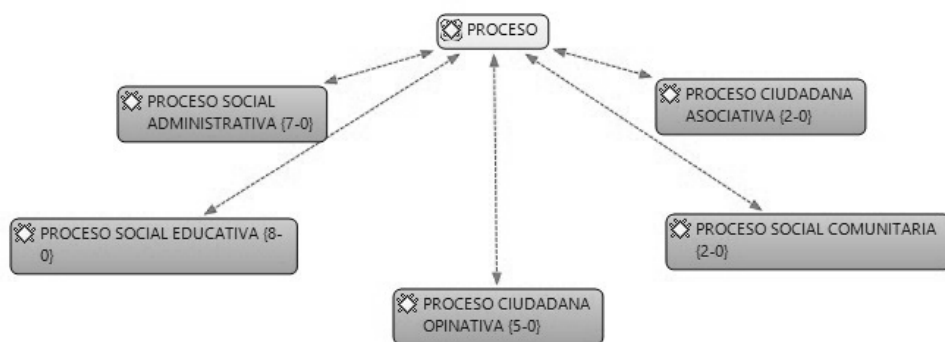 PROCESO
PROCESO SOCIAL
ADMINISTRATIVA {7-0}
PROCESO CIUDADANA
ASOCIATIVA {2-0}
PROCESO SOCIAL EDUCATIVA {8-
0}
PROCESO SOCIAL COMUNITARIA
{2-0}
PROCESO CIUDADANA
OPINATIVA {5-0}